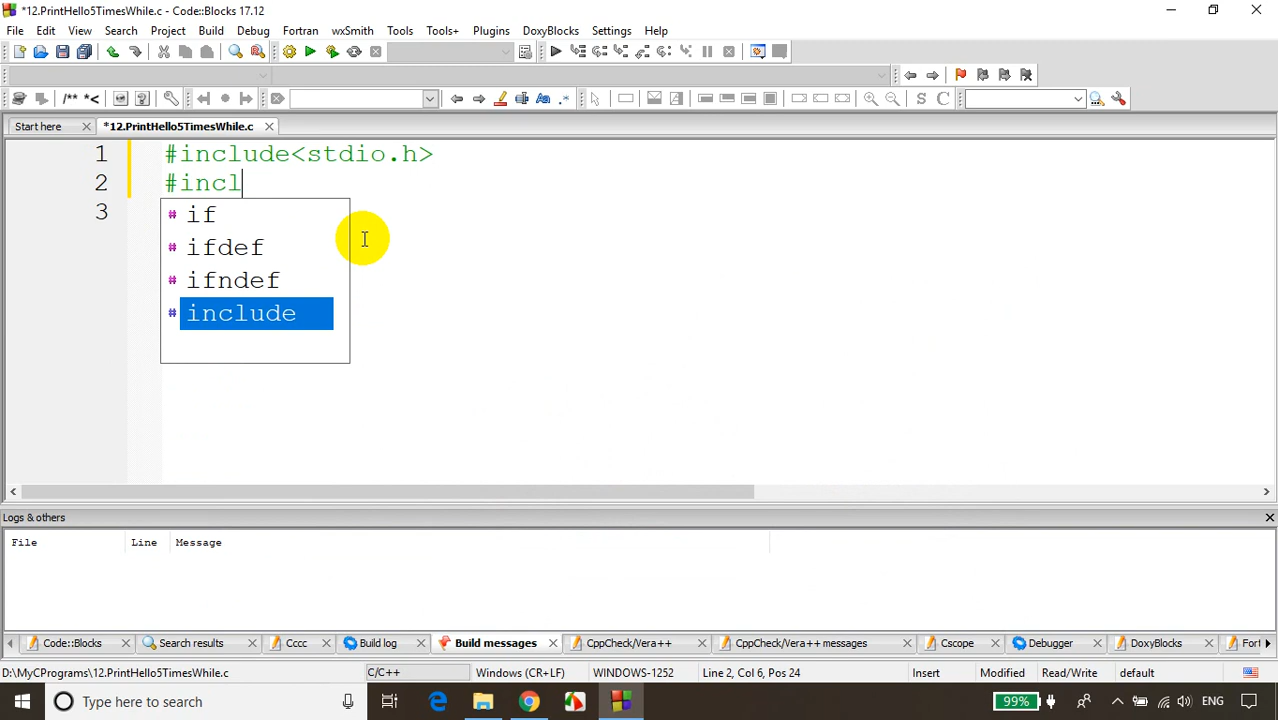 *12.PrintHello5TimesWhile.c - Code::Blocks 17.12
File Edit View Search Project Build Debug Fortran wxSmith Tools Tools+ Plugins DoxyBlocks Settings Help
/** *<
S C
Start here *12.PrintHello5TimesWhile.c
1 #include<stdio.h>
2 #incl
3
# if
# ifdef
# ifndef
# include
Logs & others
File Line Message
Code::Blocks Search results Cccc Build log Build messages CppCheck/Vera++ CppCheck/Vera++ messages Cscope Debugger DoxyBlocks Fort
D:\MyCPrograms\12.PrintHello5TimesWhile.c C/C++ Windows (CR+LF) WINDOWS-1252 Line 2, Col 6, Pos 24 Insert Modified Read/Write default
Type here to search 99% ENG